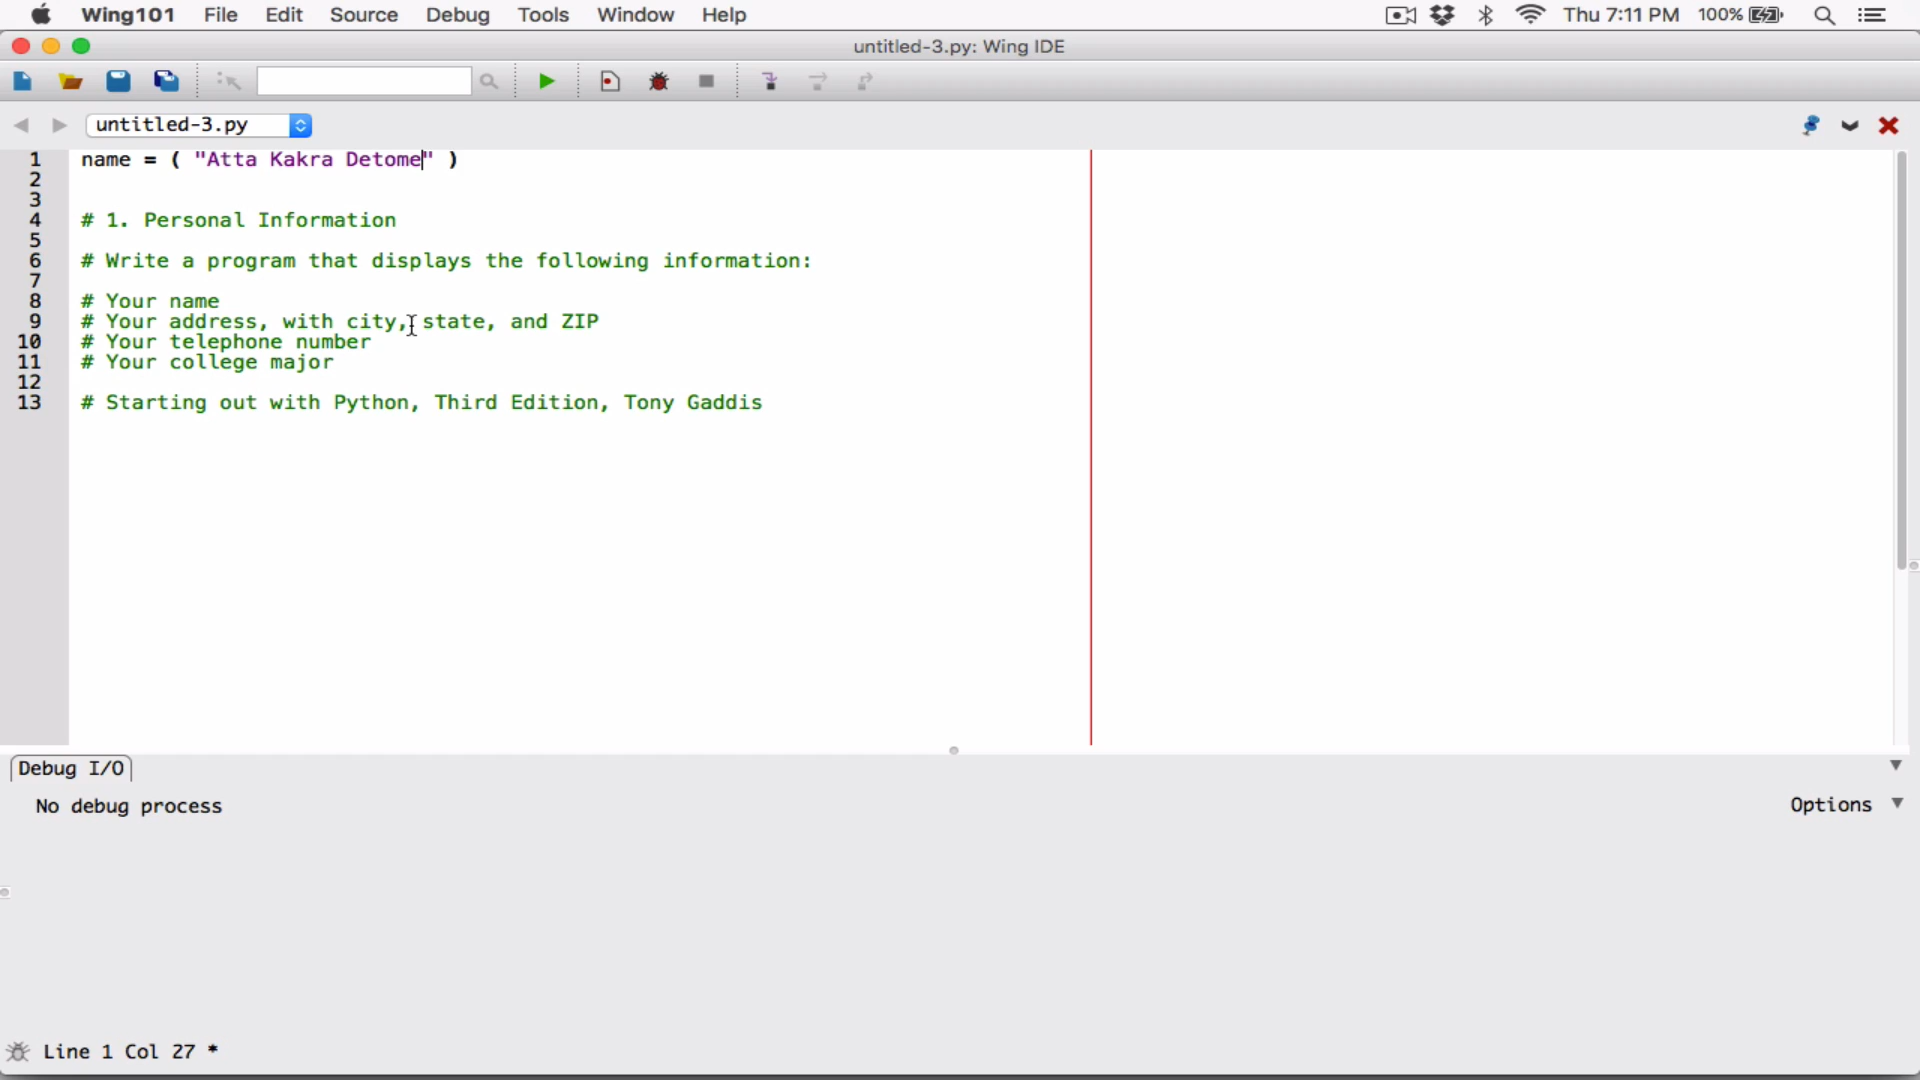 Wing101 File Edit Source Debug Tools Window Help Thu 7:11 PM 100%
untitled-3.py: Wing IDE
untitled-3.py
1 name = ( "Atta Kakra Detome" )
2
3
4 # 1. Personal Information
5
6 # Write a program that displays the following information:
7
8 # Your name
9 # Your address, with city, state, and ZIP
10 # Your telephone number
11 # Your college major
12
13 # Starting out with Python, Third Edition, Tony Gaddis
Debug I/O
No debug process Options
Line 1 Col 27 *